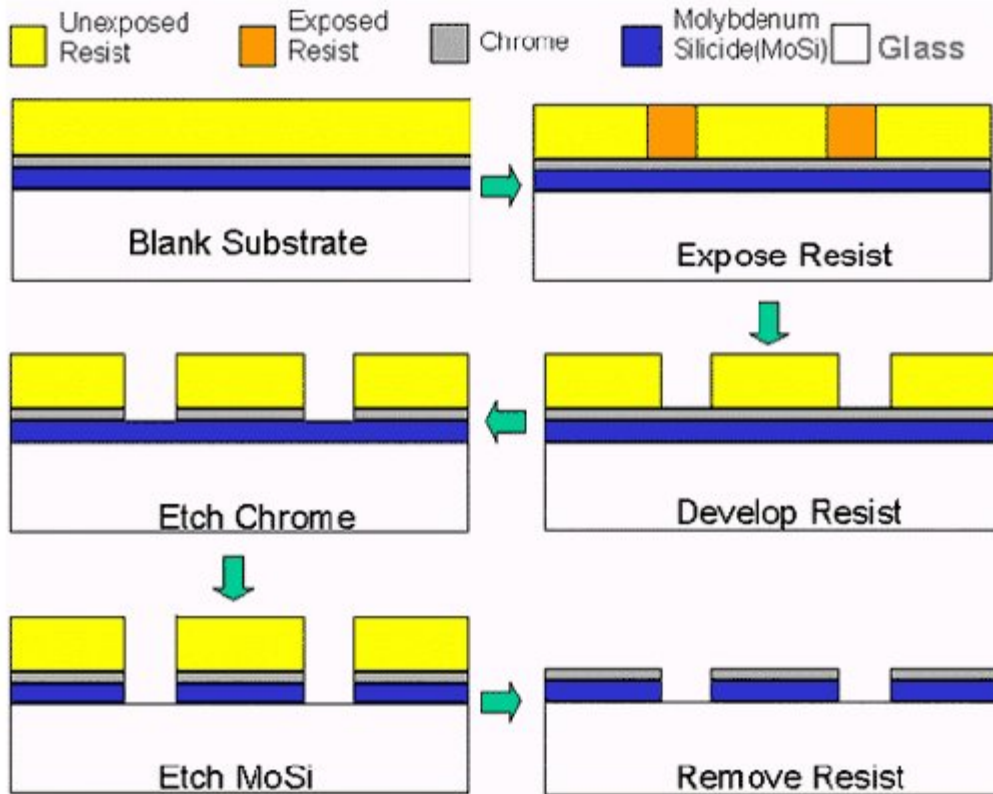 Unexposed
Resist
Exposed
Resist
Chrome
Molybdenum
Silicide(MoSi)
Glass
Blank Substrate
Expose Resist
Etch Chrome
Develop Resist
Etch MoSi
Remove Resist